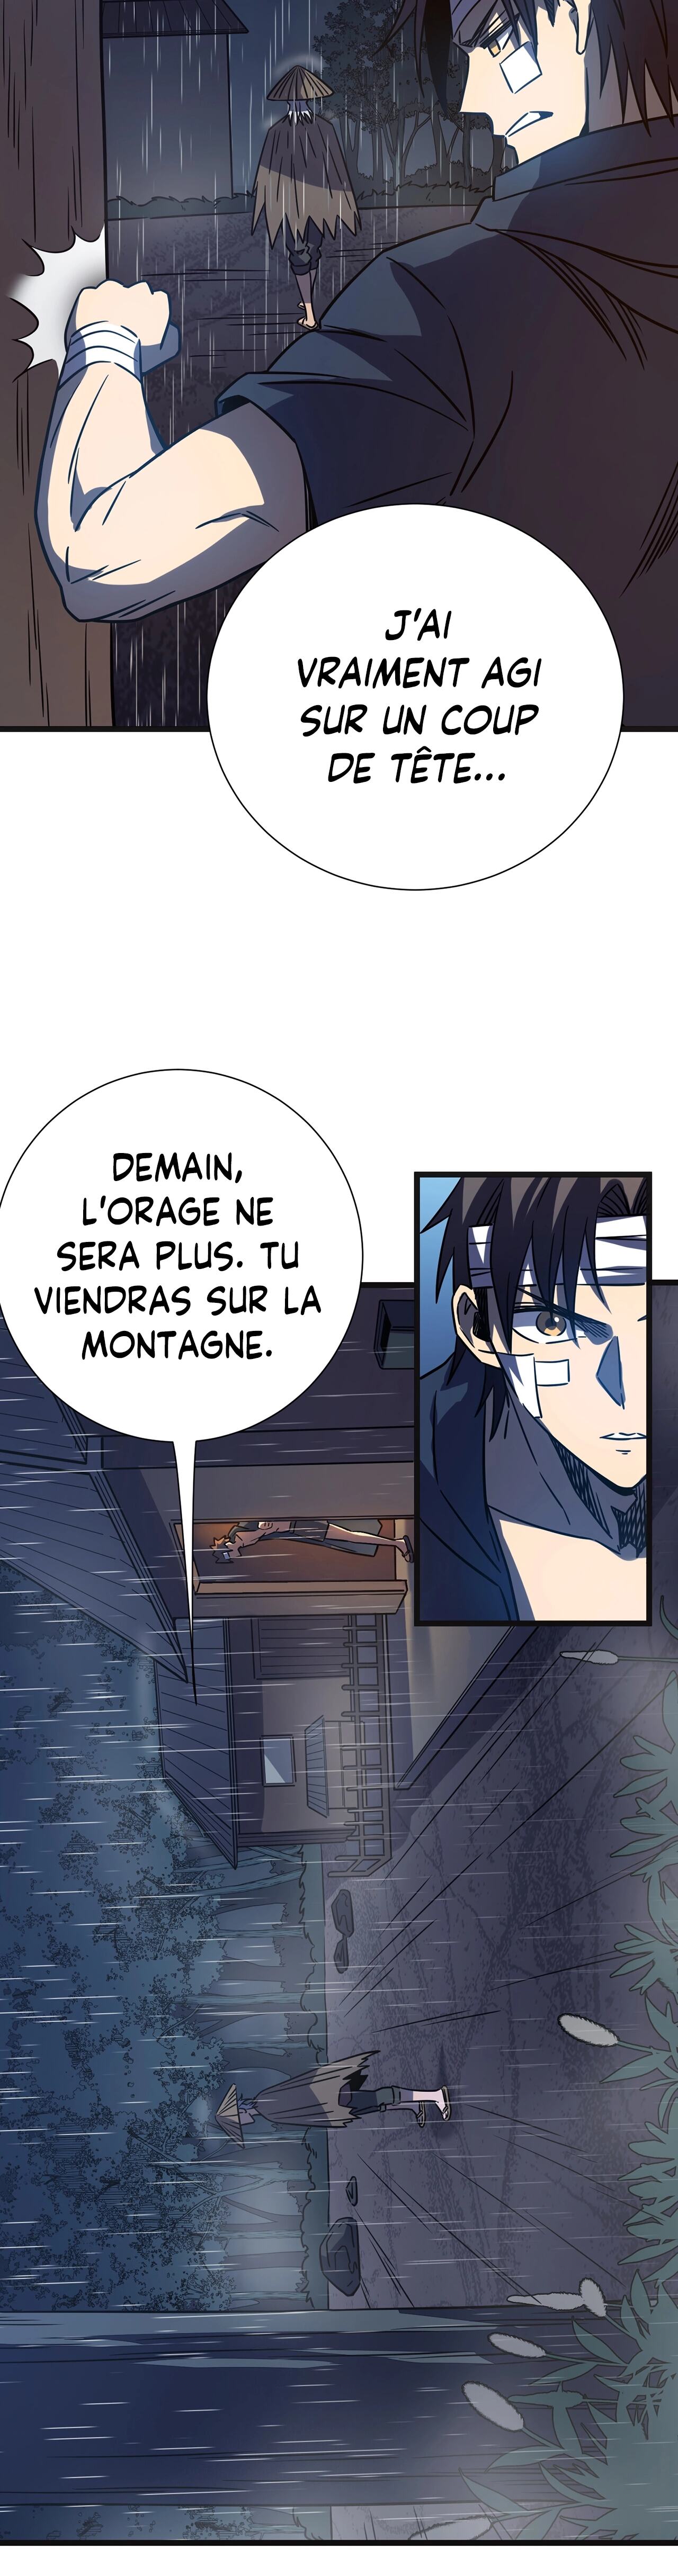 J'AI
VRAIMENT AGI
SUR UN COUP
DE TÊTE...
DEMAIN,
L'ORAGE NE
SERA PLUS. TU
VIENDRAS SUR LA
MONTAGNE.